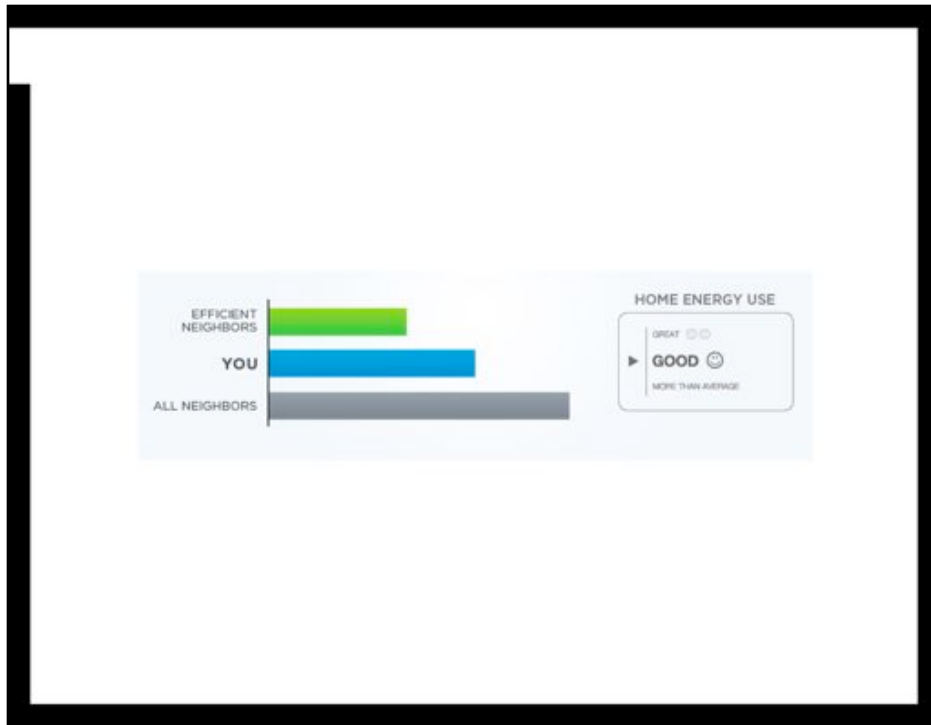 EFFICIENT
NEIGHBORS
YOU
ALL NEIGHBORS
HOME ENERGY USE
GREAT
GOOD
MORE THAN AVERAGE